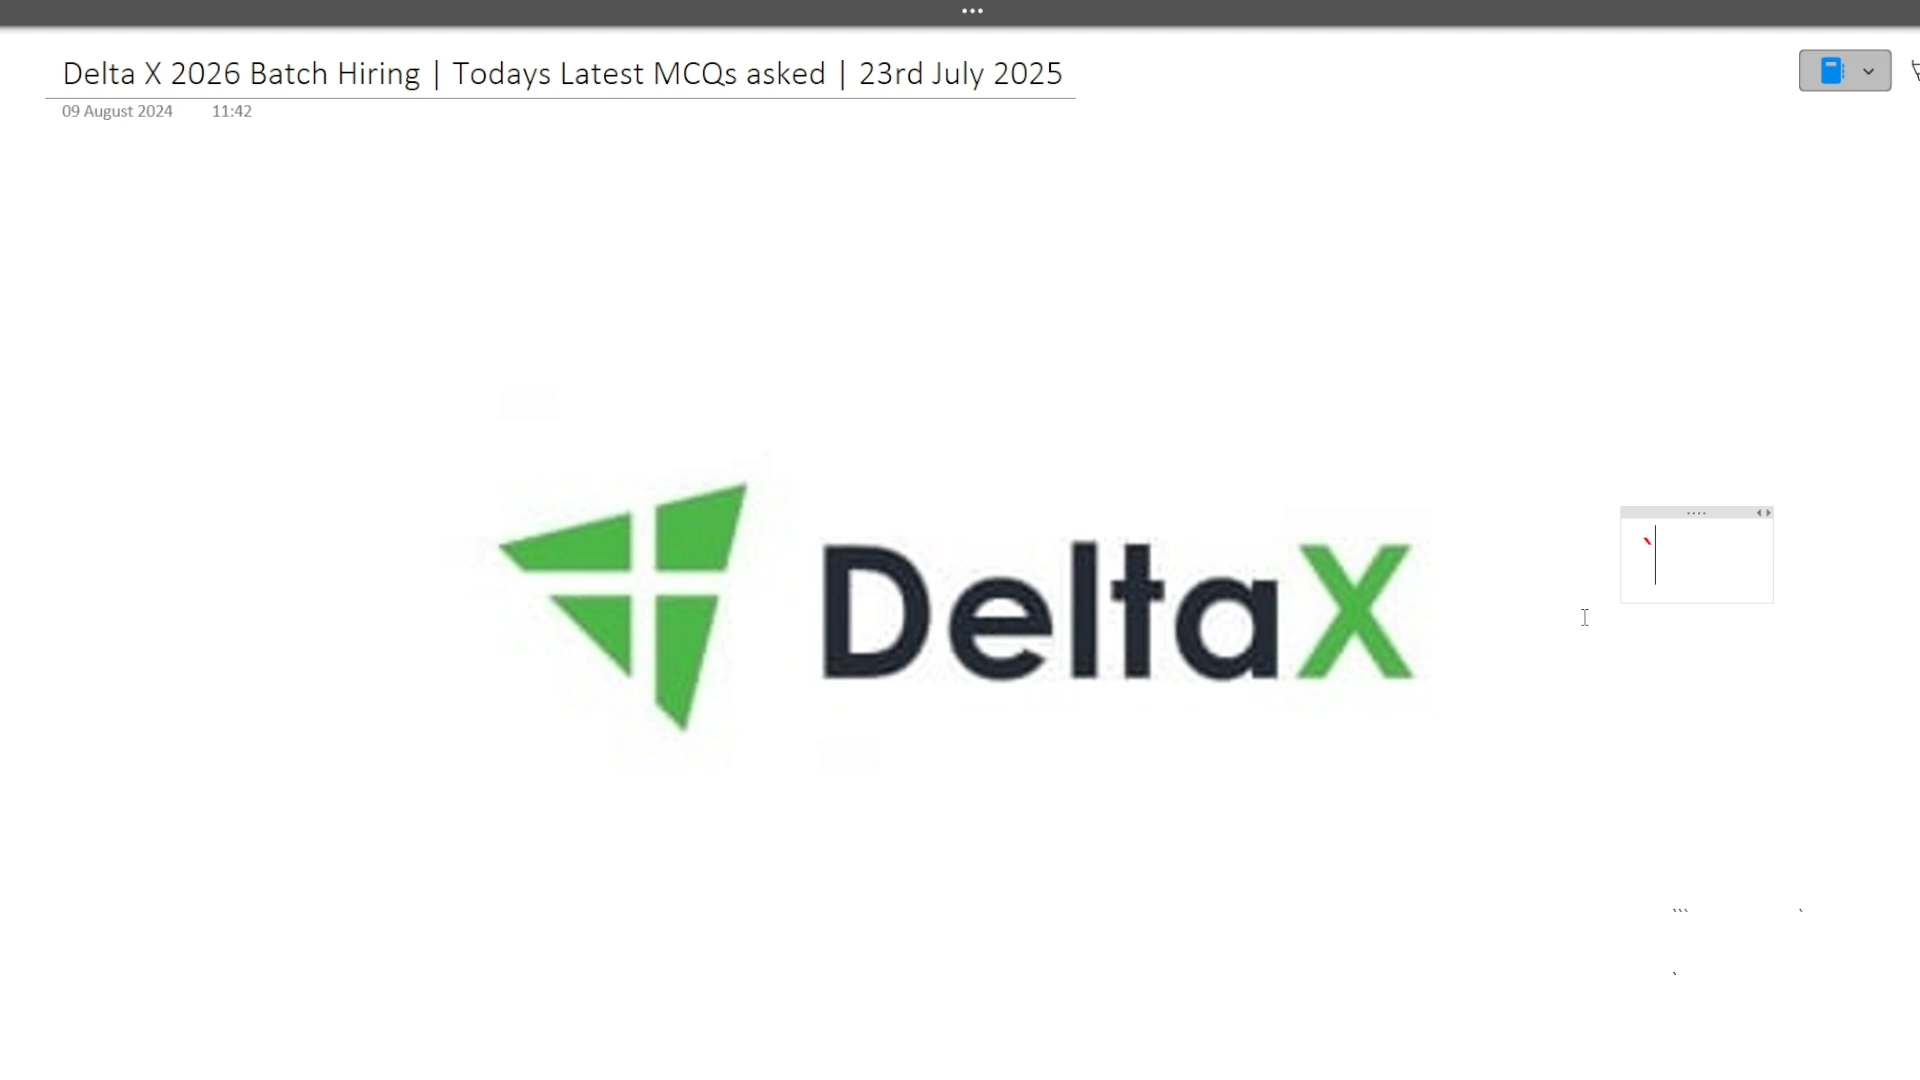 Delta X 2026 Batch Hiring | Todays Latest MCQs asked | 23rd July 2025
09 August 2024 11:42
DeltaX
`
``` `
`